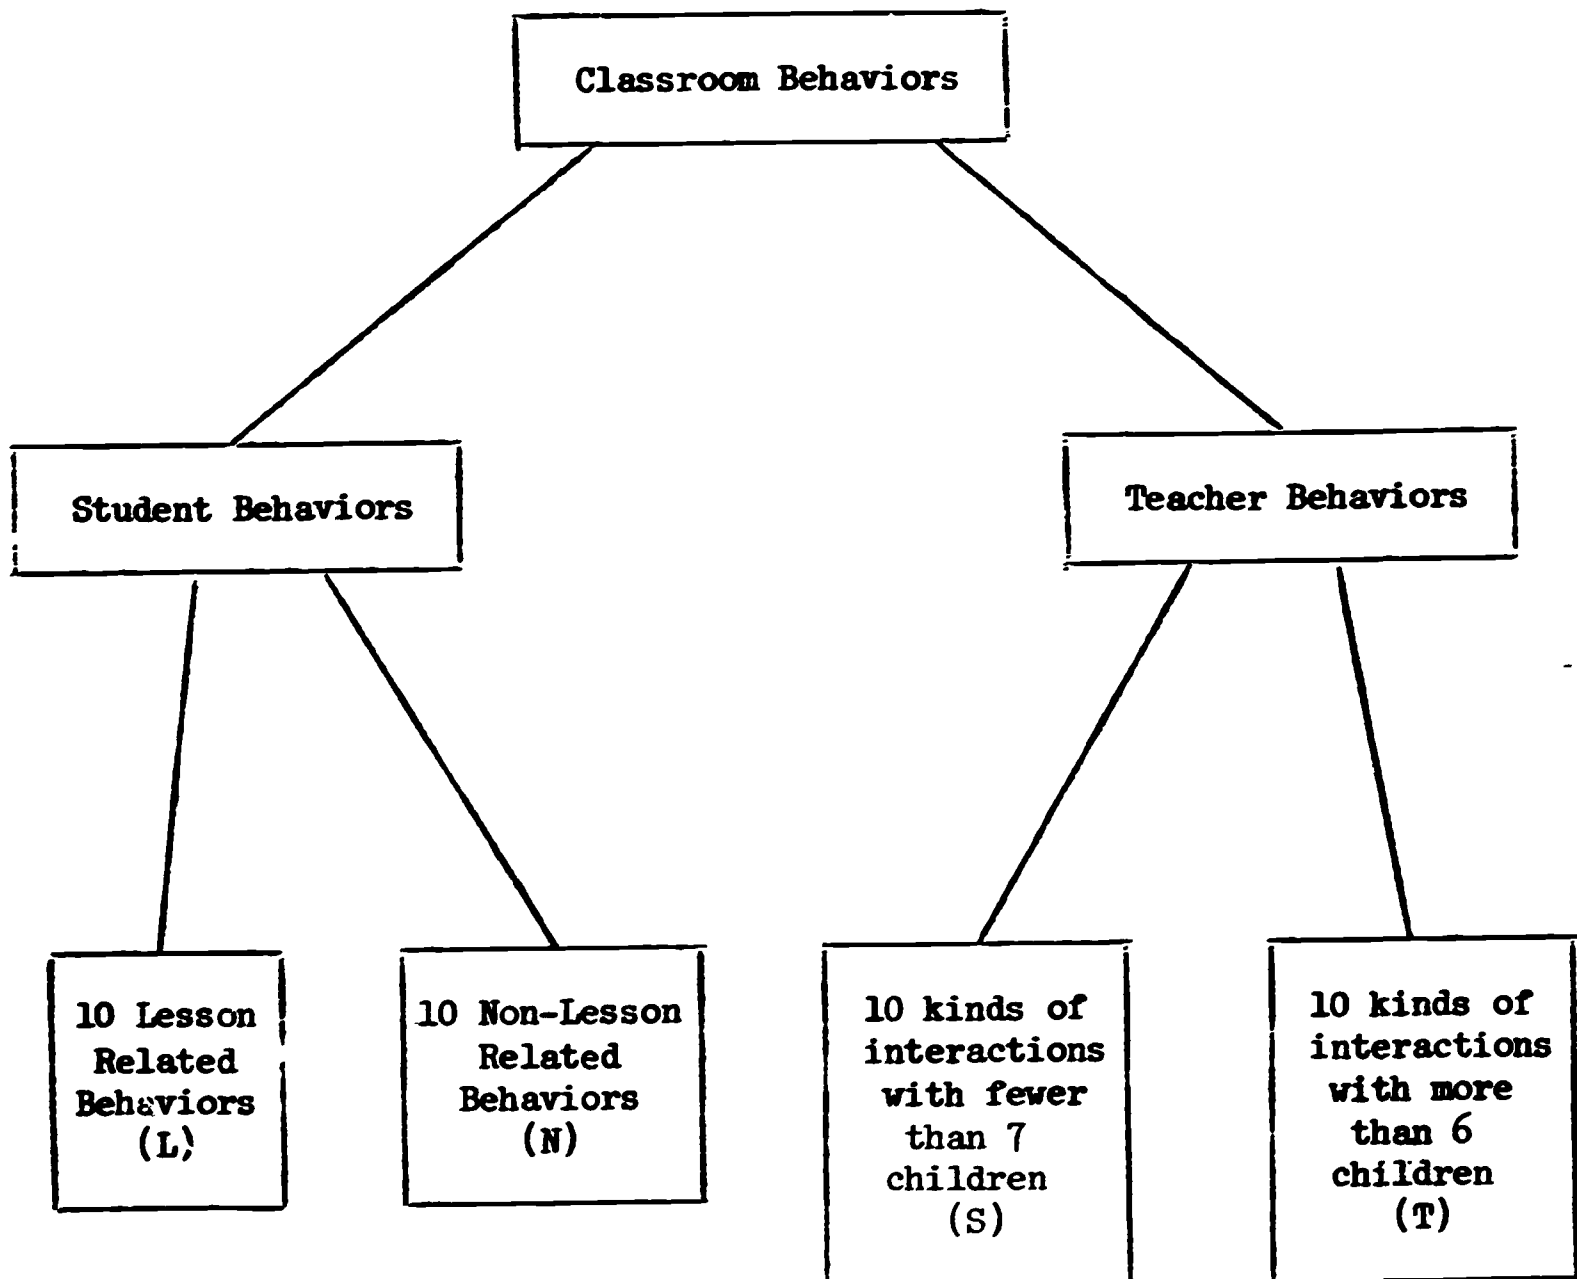 Classroom Behaviors
Student Behaviors
Teacher Behaviors
10 Lesson
Related
Behaviors
(L)
10 Non-Lesson
Related
Behaviors
(N)
10 kinds of
interactions
with fewer
than 7
children
(S)
10 kinds of
interactions
with more
than 6
children
(T)